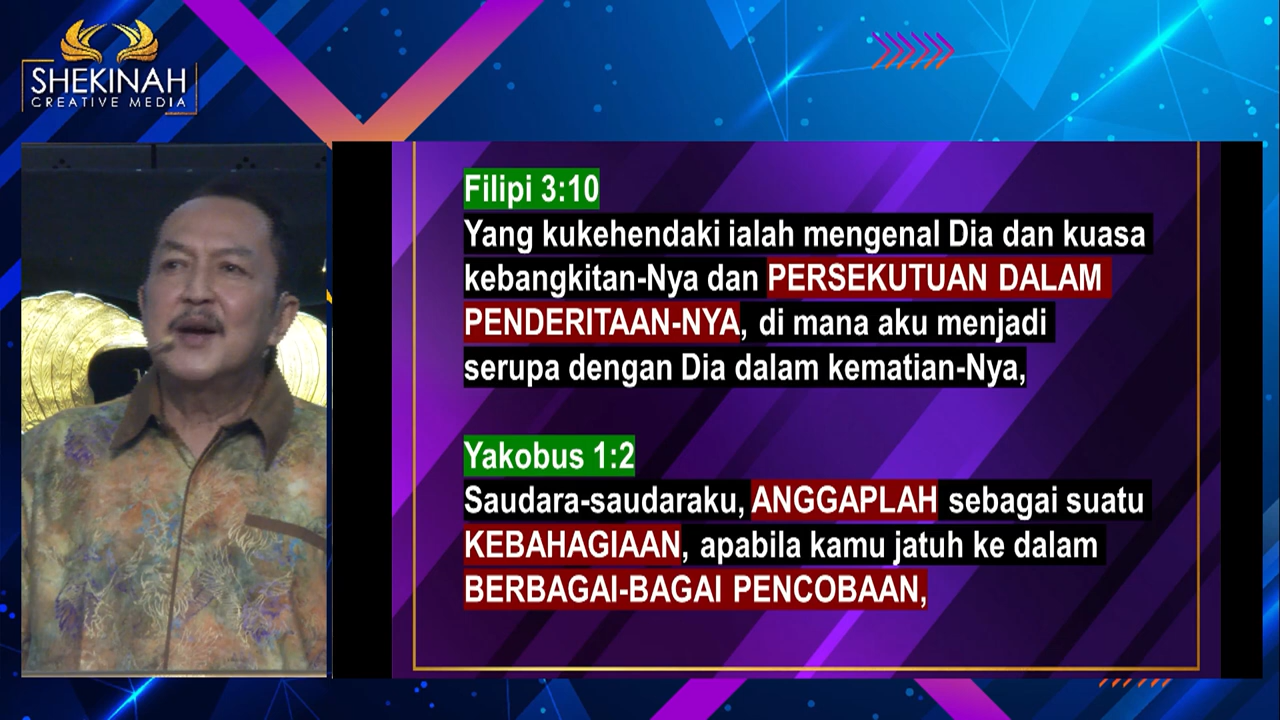 SHEKINAH
CREATIVE MEDIA
Filipi 3:10
Yang kukehendaki ialah mengenal Dia dan kuasa
kebangkitan-Nya dan PERSEKUTUAN DALAM
PENDERITAAN-NYA, di mana aku menjadi
serupa dengan Dia dalam kematian-Nya,
Yakobus 1:2
Saudara-saudaraku, ANGGAPLAH sebagai suatu
KEBAHAGIAAN, apabila kamu jatuh ke dalam
BERBAGAI-BAGAI PENCOBAAN,